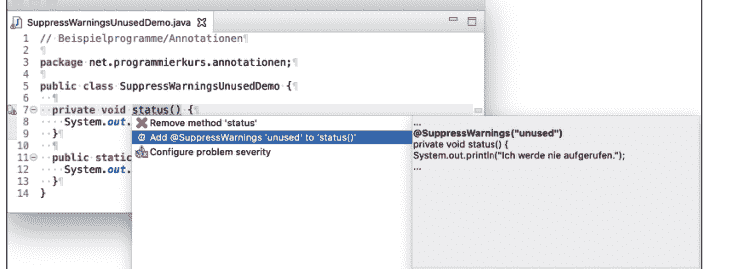 SuppressWarningsUnusedDemo.java
1 // Beispielprogramme/Annotationen¶
2 ¶
3 package net.programmierkurs.annotationen;¶
4 ¶
5 public class SuppressWarningsUnusedDemo {¶
6 ¶
7 private void status() {¶
8 System.out.
9 }¶
10 ¶
11 public static
12 System.out.
13 }¶
14 }
Remove method 'status'
@ Add @SuppressWarnings 'unused' to 'status()'
Configure problem severity
...
@SuppressWarnings("unused")
private void status() {
System.out.println("Ich werde nie aufgerufen.");
...